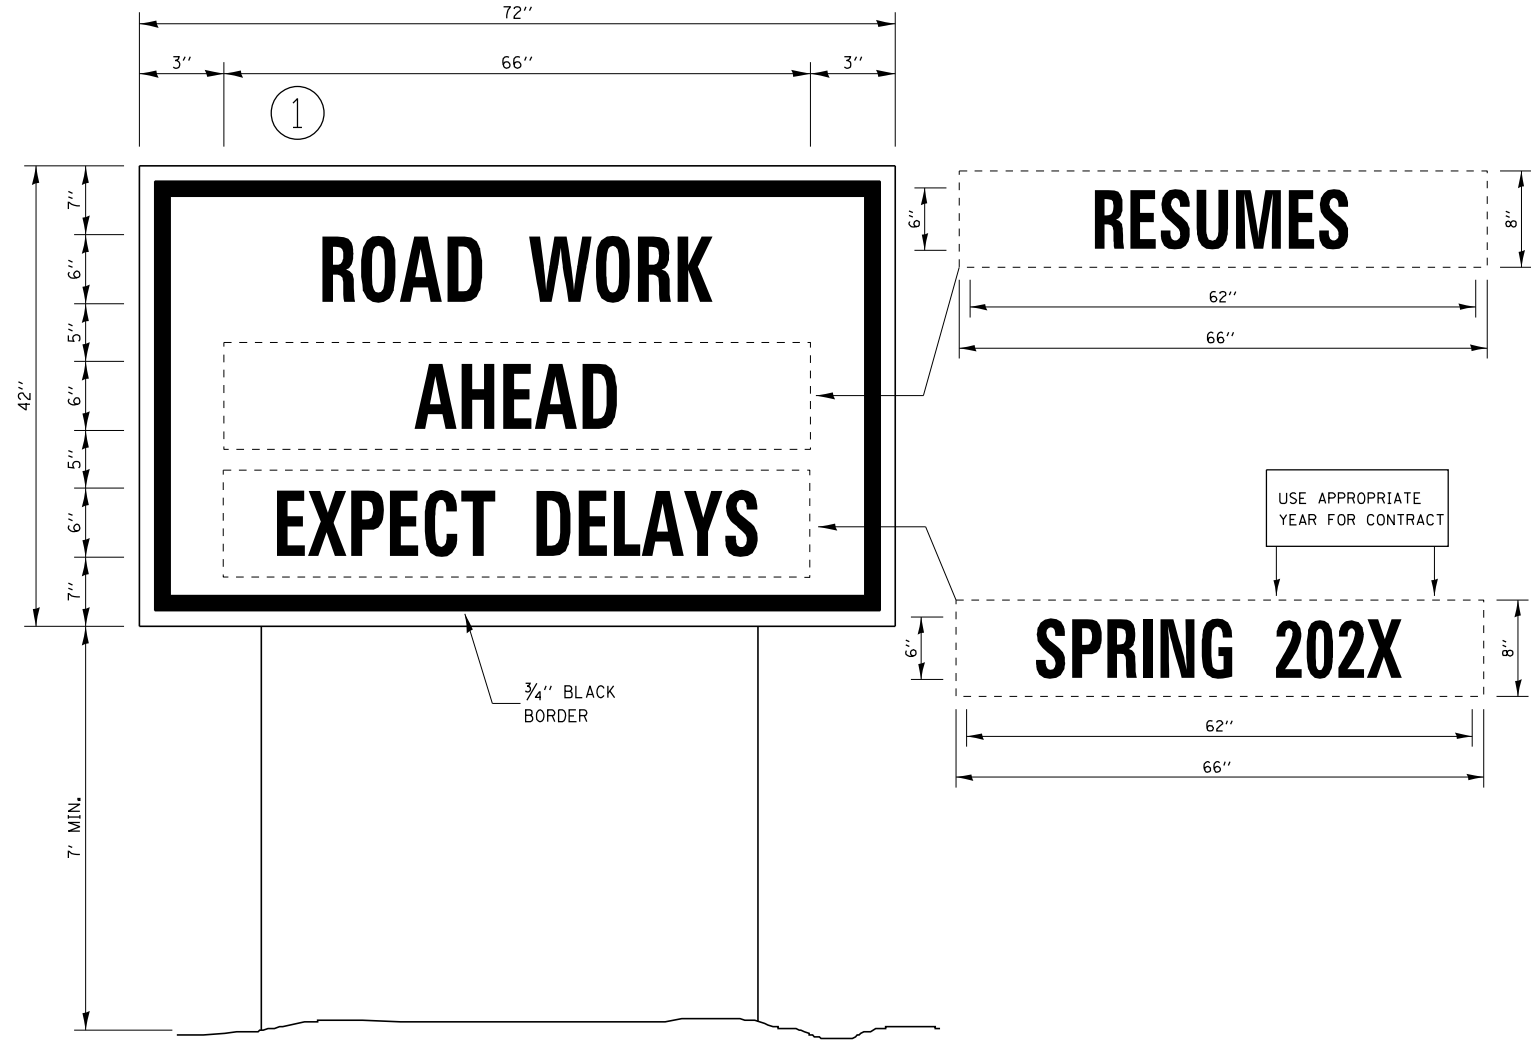 72''
3'' 66'' 3''
1
7''
6''
5''
6''
5''
6''
7''
42''
ROAD WORK
AHEAD
EXPECT DELAYS
3/4'' BLACK
BORDER
7' MIN.
6''
RESUMES
8''
62''
66''
USE APPROPRIATE
YEAR FOR CONTRACT
6''
SPRING 202X
8''
62''
66''